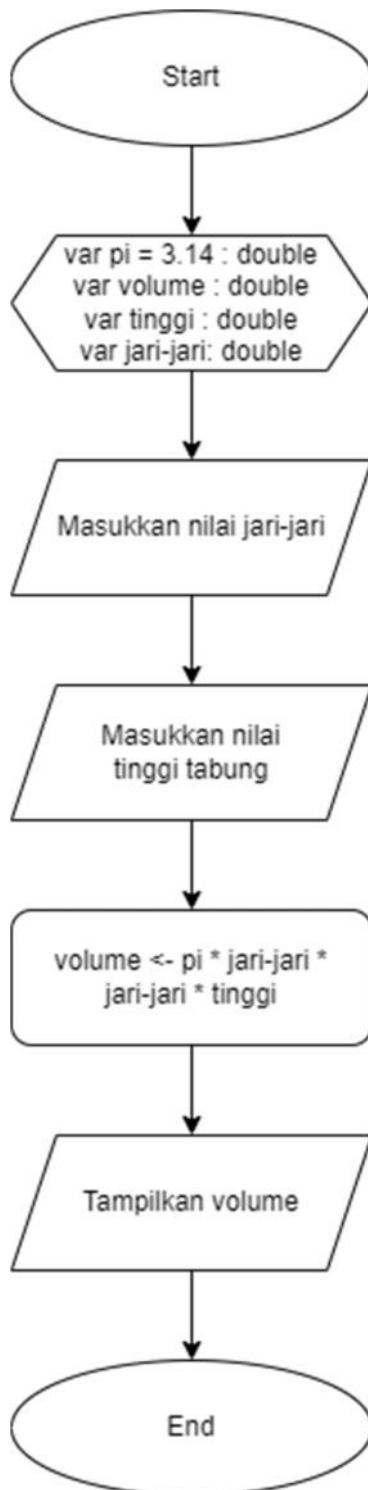 Start
var pi = 3.14 : double
var volume : double
var tinggi : double
var jari-jari: double
Masukkan nilai jari-jari
Masukkan nilai
tinggi tabung
volume <- pi * jari-jari *
jari-jari * tinggi
Tampilkan volume
End